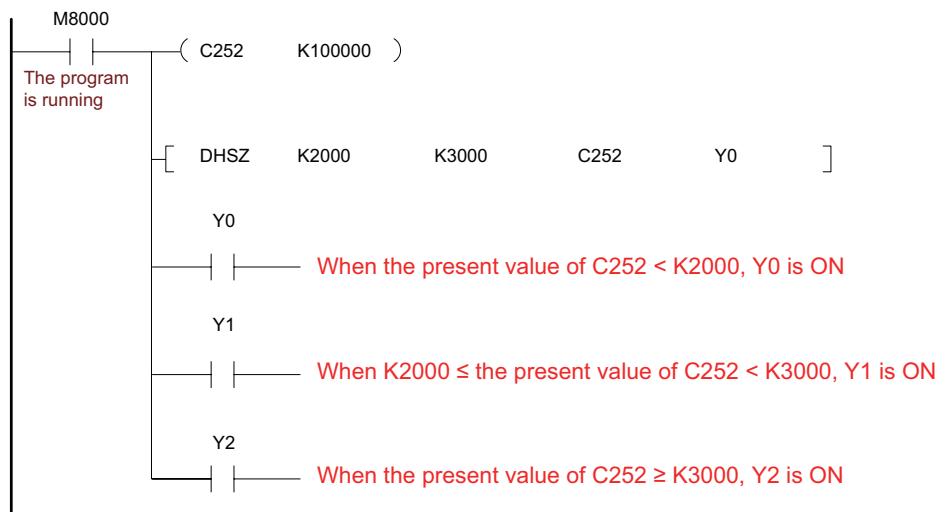 M8000
C252 K100000
The program
is running
DHSZ K2000 K3000 C252 Y0
Y0
When the present value of C252 < K2000, Y0 is ON
Y1
When K2000 ≤ the present value of C252 < K3000, Y1 is ON
Y2
When the present value of C252 ≥ K3000, Y2 is ON